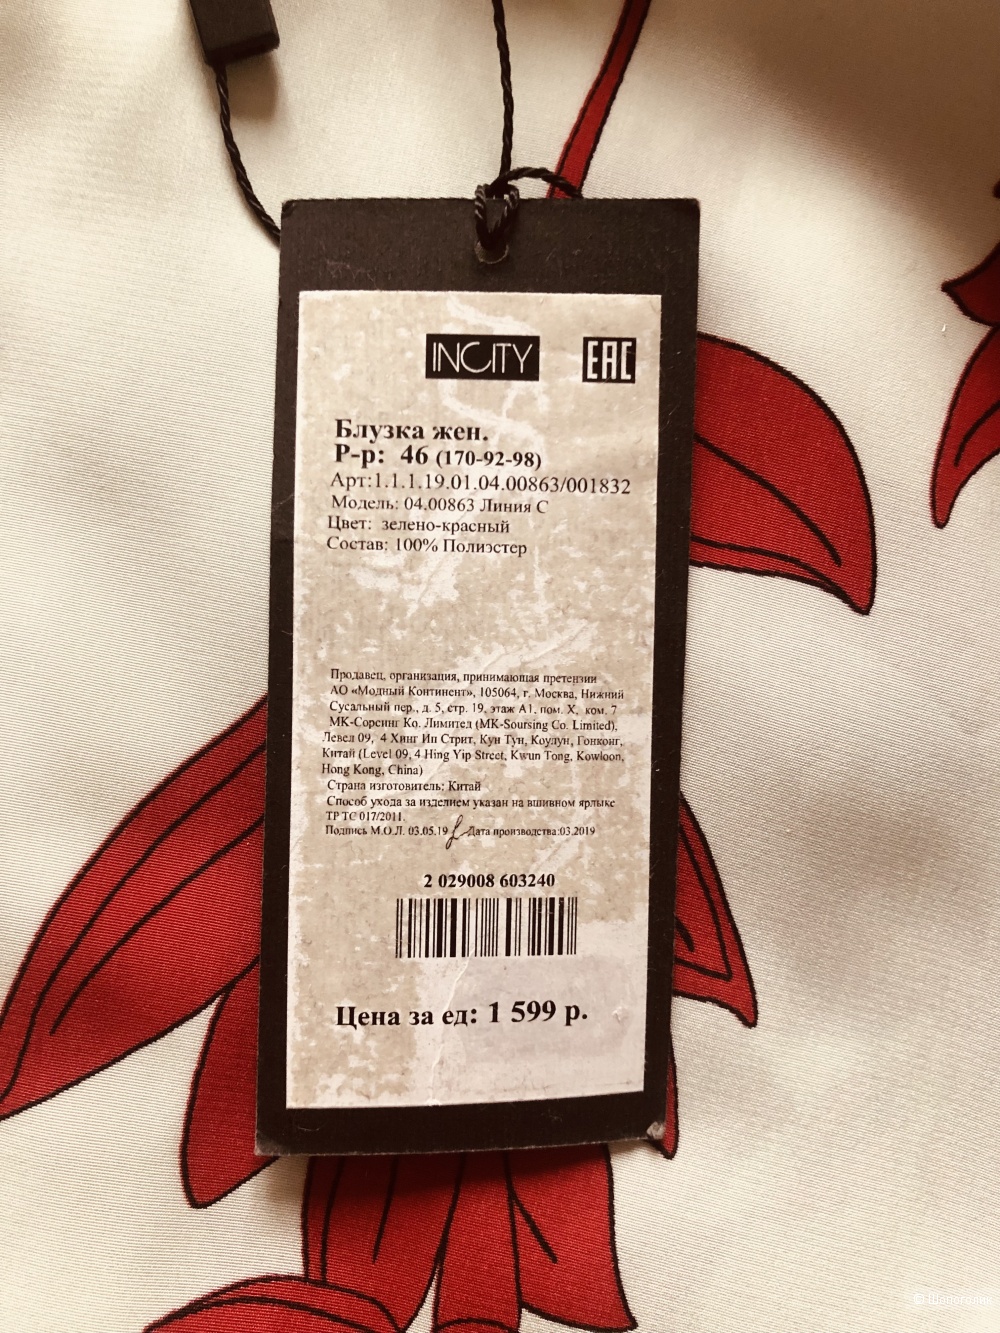 INCITY
EAC
Блузка жен.
Р-р: 46 (170-92-98)
Арт:1.1.1.19.01.04.00863/001832
Модель: 04.00863 Линия С
Цвет: зелено-красный
Состав: 100% Полиэстер
Продавец, организация, принимающая претензии
АО «Модный Континент», 105064, г. Москва, Нижний
Сусальный пер., д. 5, стр. 19, этаж А1, пом. X, ком. 7
МК-Сорсинг Ко. Лимитед (MK-Soursing Co. Limited),
Левел 09, 4 Хинг Ип Стрит, Кун Тун, Коулун, Гонконг,
Китай (Level 09, 4 Hing Yip Street, Kwun Tong, Kowloon,
Hong Kong, China)
Страна изготовитель: Китай
Способ ухода за изделием указан на вшивном ярлыке
ТР ТС 017/2011.
Подпись М.О.Л. 03.05.19 Дата производства:03.2019
2 029008 603240
Цена за ед: 1 599 р.
Шопоголик